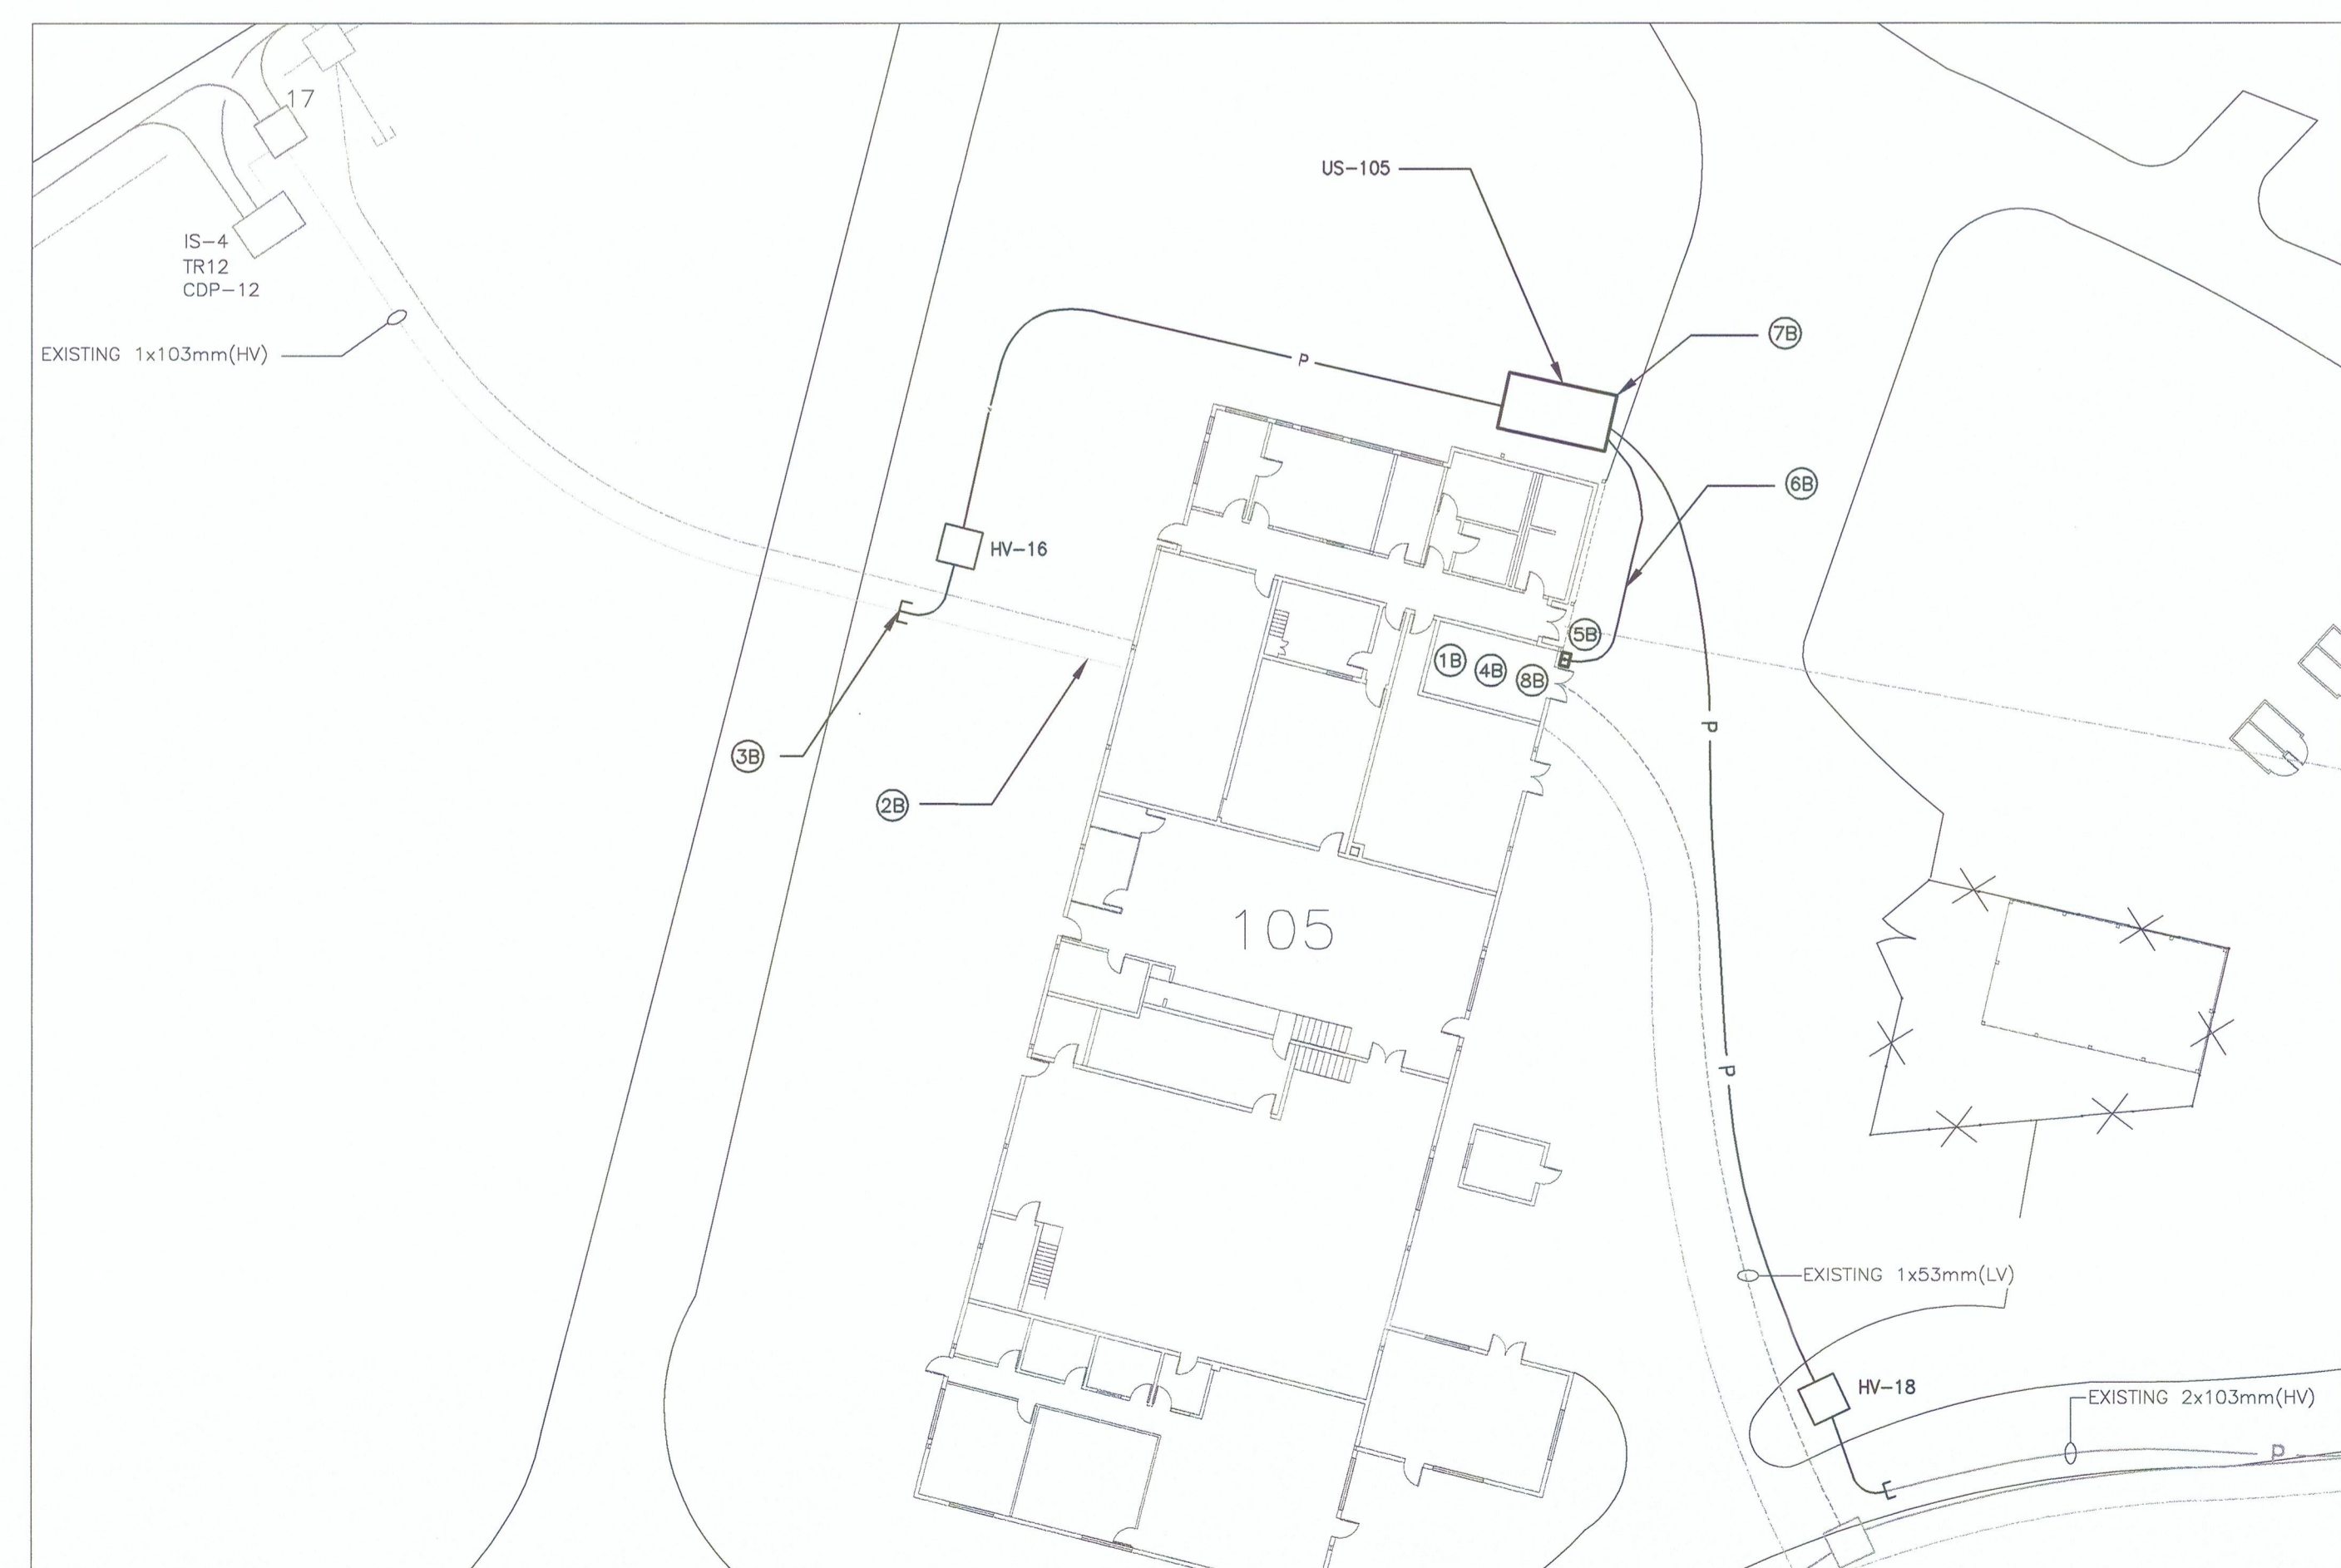 17
US-105
IS-4
TR12
CDP-12
EXISTING 1x103mm(HV)
P
7B
6B
HV-16
5B
1B
4B
8B
P
3B
2B
105
P
EXISTING 1x53mm(LV)
HV-18
EXISTING 2x103mm(HV)
P